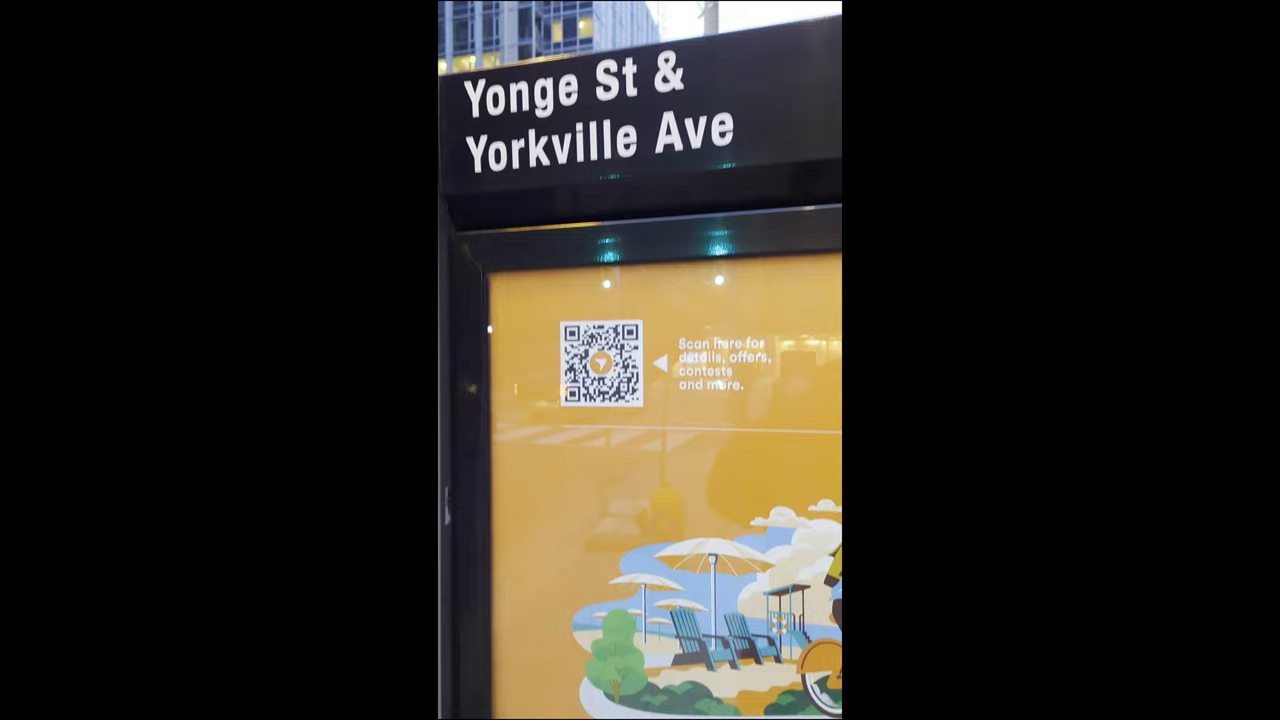 Yonge St &
Yorkville Ave
Scan here for
details, offers,
contests
and more.